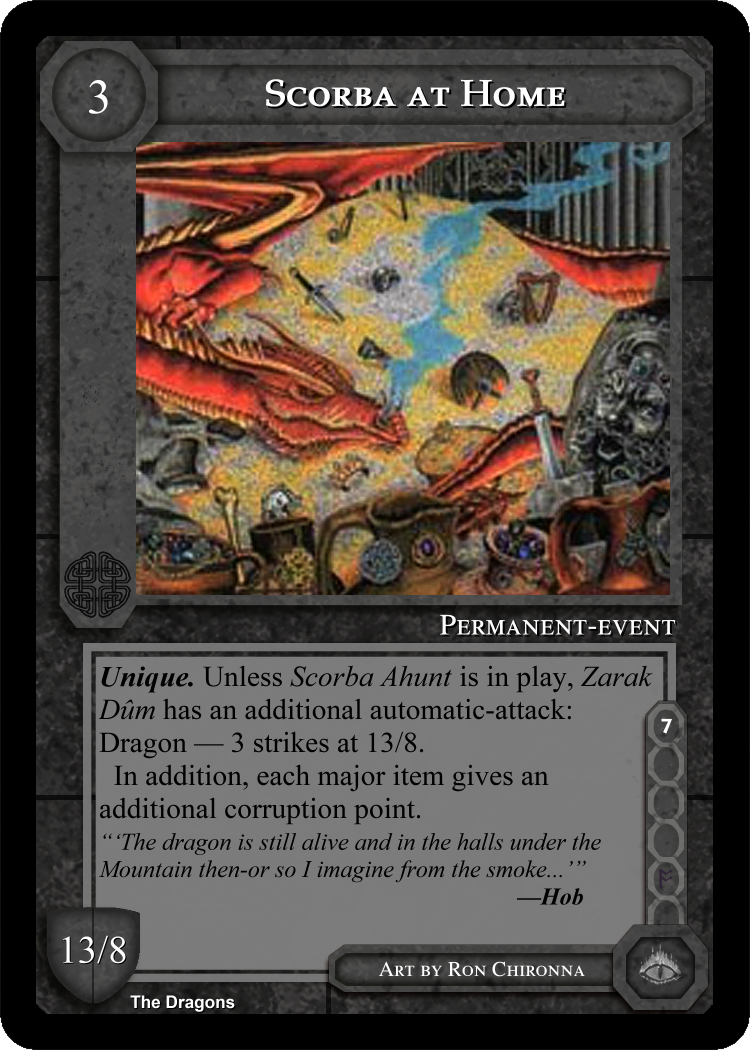 3
SCORBA AT HOME
PERMANENT-EVENT
Unique. Unless Scorba Ahunt is in play, Zarak
Dûm has an additional automatic-attack:
Dragon — 3 strikes at 13/8.
In addition, each major item gives an
additional corruption point.
“‘The dragon is still alive and in the halls under the
Mountain then-or so I imagine from the smoke...’”
—Hob
7
13/8
ART BY RON CHIRONNA
The Dragons